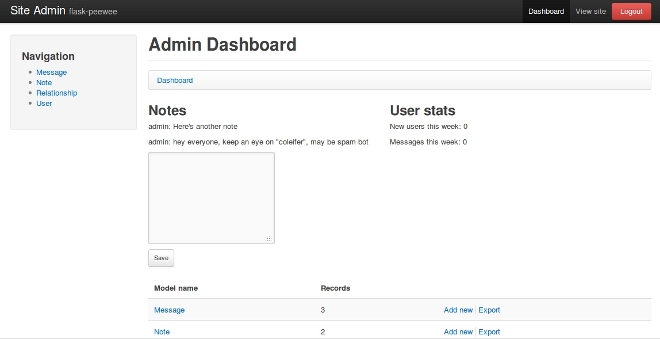 Site Admin flask-peewee
Dashboard View site Logout
Navigation
Message
Note
Relationship
User
Admin Dashboard
Dashboard
Notes
admin: Here's another note
admin: hey everyone, keep an eye on "coleifer", may be spam bot
Save
User stats
New users this week: 0
Messages this week: 0
Model name Records
Message 3 Add new Export
Note 2 Add new Export